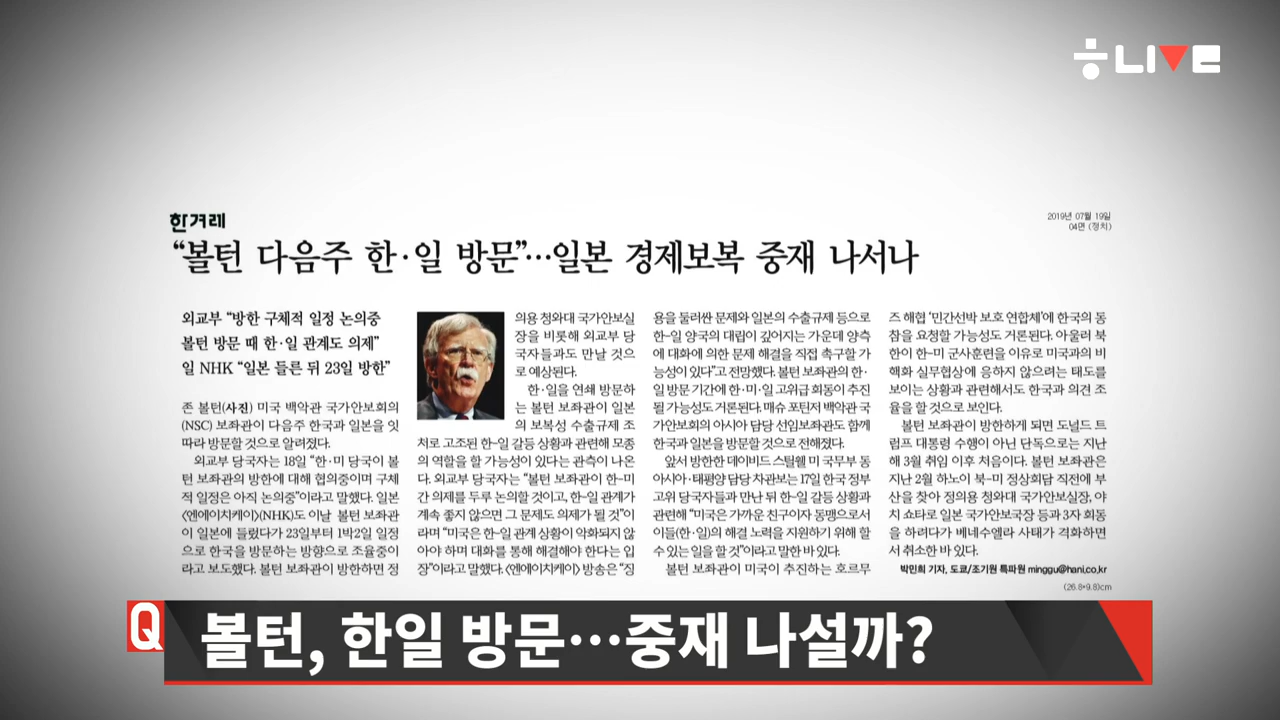 LIVE
한겨레
2019년 07월 19일
04면 (정치)
“볼턴 다음주 한·일 방문”…일본 경제보복 중재 나서나
외교부 “방한 구체적 일정 논의중
볼턴 방문 때 한·일 관계도 의제”
일 NHK “일본 들른 뒤 23일 방한”
존 볼턴(사진) 미국 백악관 국가안보회의
(NSC) 보좌관이 다음주 한국과 일본을 잇
따라 방문할 것으로 알려졌다.
외교부 당국자는 18일 “한·미 당국이 볼
턴 보좌관의 방한에 대해 협의중이며 구체
적 일정은 아직 논의중”이라고 말했다. 일본
〈엔에이치케이〉(NHK)도 이날 볼턴 보좌관
이 일본에 들렀다가 23일부터 1박2일 일정
으로 한국을 방문하는 방향으로 조율중이
라고 보도했다. 볼턴 보좌관이 방한하면 정
의용 청와대 국가안보실
장을 비롯해 외교부 당
국자들과도 만날 것으
로 예상된다.
한·일을 연쇄 방문하
는 볼턴 보좌관이 일본
의 보복성 수출규제 조
처로 고조된 한-일 갈등 상황과 관련해 모종
의 역할을 할 가능성이 있다는 관측이 나온
다. 외교부 당국자는 “볼턴 보좌관이 한-미
간 의제를 두루 논의할 것이고, 한-일 관계가
계속 좋지 않으면 그 문제도 의제가 될 것”이
라며 “미국은 한-일 관계 상황이 악화되지 않
아야 하며 대화를 통해 해결해야 한다는 입
장”이라고 말했다. 〈엔에이치케이〉 방송은 “징
용을 둘러싼 문제와 일본의 수출규제 등으로
한-일 양국의 대립이 깊어지는 가운데 양측
에 대화에 의한 문제 해결을 직접 촉구할 가
능성이 있다”고 전망했다. 볼턴 보좌관의 한·
일 방문 기간에 한·미·일 고위급 회동이 추진
될 가능성도 거론된다. 매슈 포틴저 백악관 국
가안보회의 아시아 담당 선임보좌관도 함께
한국과 일본을 방문할 것으로 전해졌다.
앞서 방한한 데이비드 스틸웰 미 국무부 동
아시아·태평양 담당 차관보는 17일 한국 정부
고위 당국자들과 만난 뒤 한-일 갈등 상황과
관련해 “미국은 가까운 친구이자 동맹으로서
이들(한·일)의 해결 노력을 지원하기 위해 할
수 있는 일을 할 것”이라고 말한 바 있다.
볼턴 보좌관이 미국이 추진하는 호르무
즈 해협 ‘민간선박 보호 연합체’에 한국의 동
참을 요청할 가능성도 거론된다. 아울러 북
한이 한-미 군사훈련을 이유로 미국과의 비
핵화 실무협상에 응하지 않으려는 태도를
보이는 상황과 관련해서도 한국과 의견 조
율을 할 것으로 보인다.
볼턴 보좌관이 방한하게 되면 도널드 트
럼프 대통령 수행이 아닌 단독으로는 지난
해 3월 취임 이후 처음이다. 볼턴 보좌관은
지난 2월 하노이 북-미 정상회담 직전에 부
산을 찾아 정의용 청와대 국가안보실장, 야
치 쇼타로 일본 국가안보국장 등과 3자 회동
을 하려다가 베네수엘라 사태가 격화하면
서 취소한 바 있다.
박민희 기자, 도쿄/조기원 특파원 minggu@hani.co.kr
(26.8*9.8)cm
Q 볼턴, 한일 방문…중재 나설까?